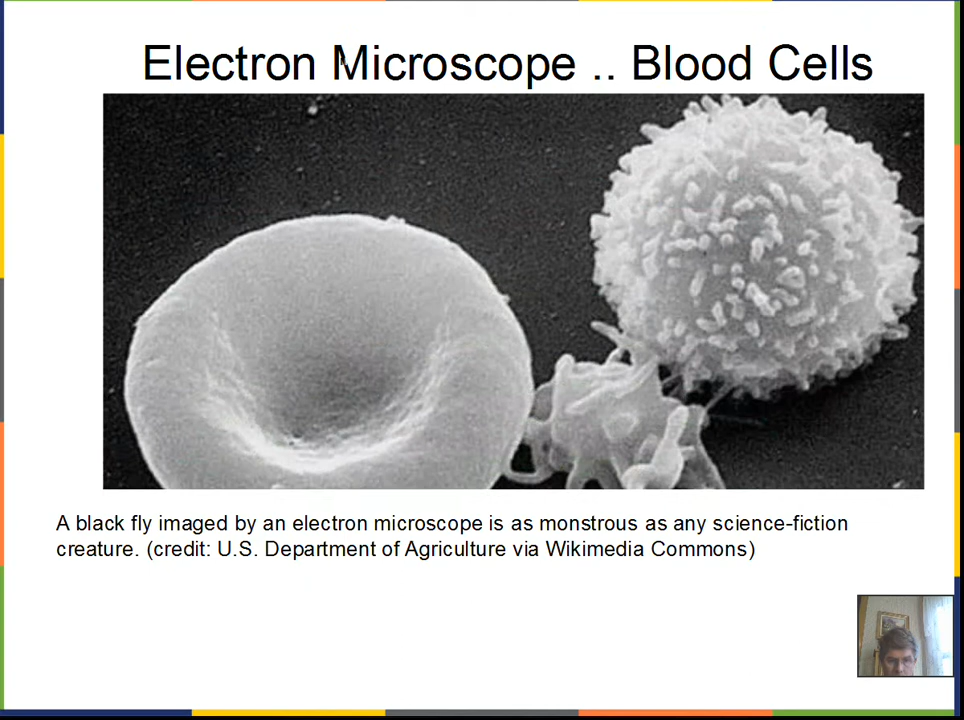 Electron Microscope .. Blood Cells
A black fly imaged by an electron microscope is as monstrous as any science-fiction
creature. (credit: U.S. Department of Agriculture via Wikimedia Commons)